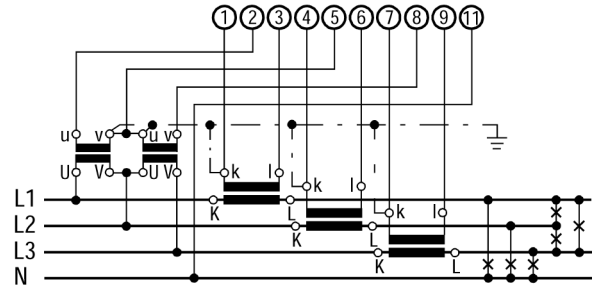 1 2 3 4 5 6 7 8 9 11
u v u v
U V U V
k l
k l
k l
L1
K L
L2
K L
L3
K L
N